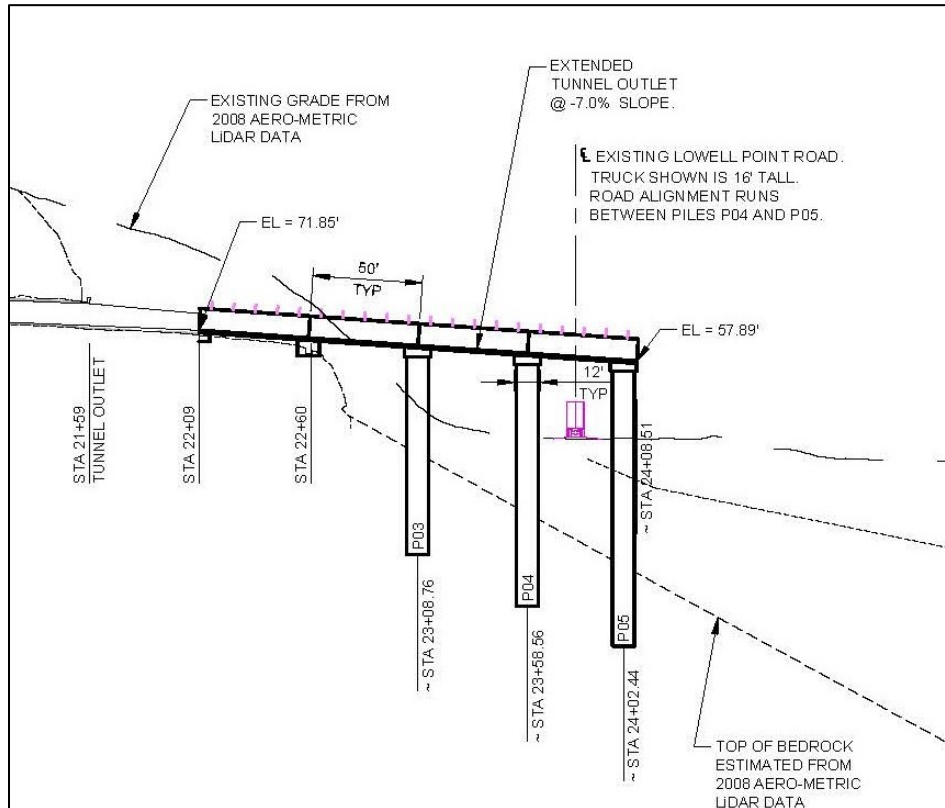 EXTENDED
TUNNEL OUTLET
@ -7.0% SLOPE.
EXISTING GRADE FROM
2008 AERO-METRIC
LiDAR DATA
℄ EXISTING LOWELL POINT ROAD.
TRUCK SHOWN IS 16' TALL.
ROAD ALIGNMENT RUNS
BETWEEN PILES P04 AND P05.
EL = 71.85'
50'
TYP
EL = 57.89'
12'
TYP
STA 21+59
TUNNEL OUTLET
STA 22+09
STA 22+60
~ STA 24+08.51
P03
P04
P05
~ STA 23+08.76
~ STA 23+58.56
~ STA 24+02.44
TOP OF BEDROCK
ESTIMATED FROM
2008 AERO-METRIC
LiDAR DATA